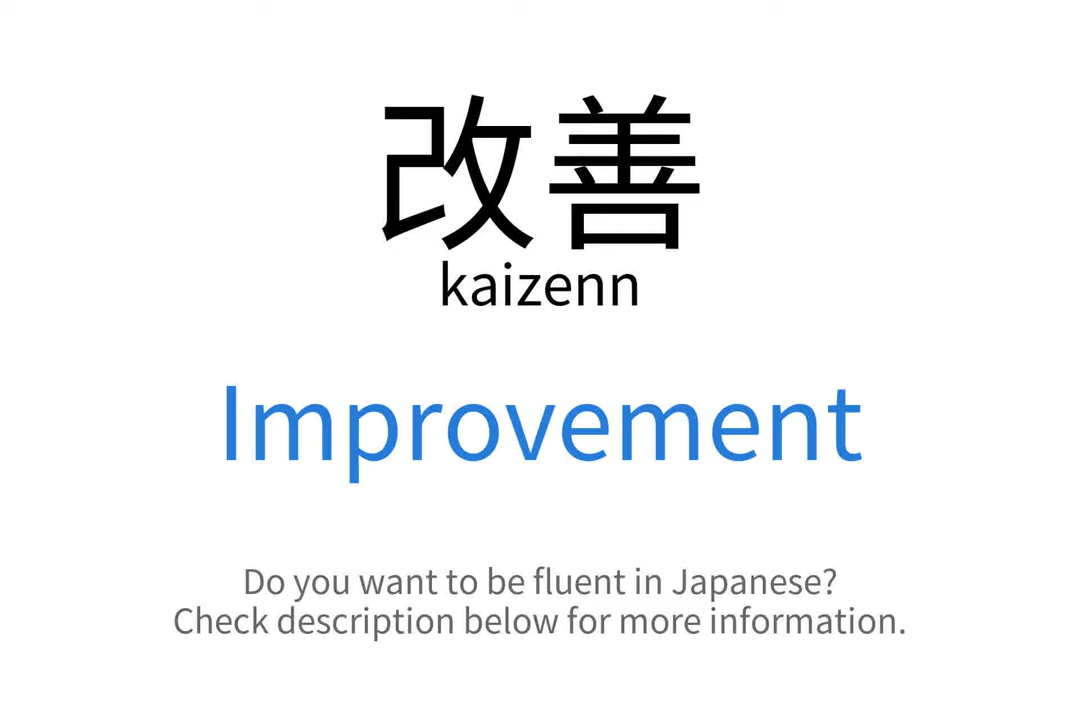 改善
kaizenn
Improvement
Do you want to be fluent in Japanese?
Check description below for more information.